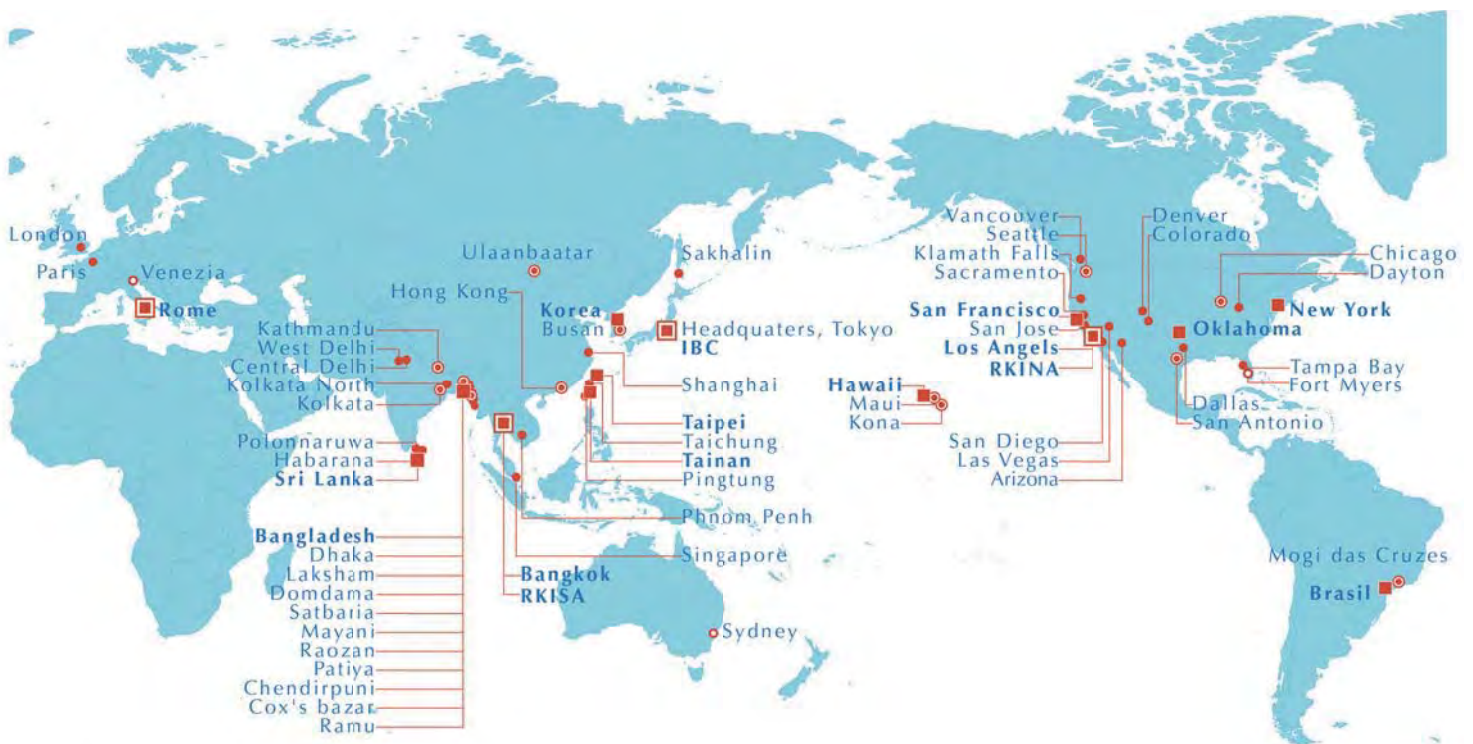 London
Paris
Venezia
Rome
Ulaanbaatar
Sakhalin
Hong Kong
Korea
Busan
Headquaters, Tokyo
IBC
Kathmandu
West Delhi
Central Delhi
Kolkata North
Kolkata
Shanghai
Taipei
Taichung
Tainan
Pingtung
Polonnaruwa
Habarana
Sri Lanka
Phnom Penh
Singapore
Bangkok
RKISA
Bangladesh
Dhaka
Laksham
Domdama
Satbaria
Mayani
Raozan
Patiya
Chendirpuni
Cox's bazar
Ramu
Sydney
Vancouver
Seattle
Klamath Falls
Sacramento
San Francisco
San Jose
Los Angels
RKINA
Hawaii
Maui
Kona
San Diego
Las Vegas
Arizona
Denver
Colorado
Chicago
Dayton
New York
Oklahoma
Tampa Bay
Fort Myers
Dallas
San Antonio
Mogi das Cruzes
Brasil